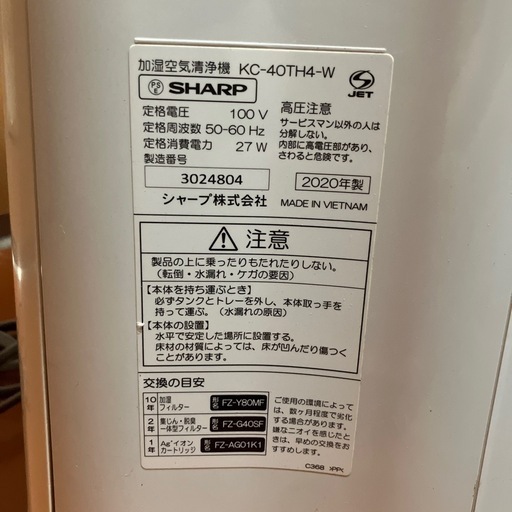 加湿空気清浄機 KC-40TH4-W
PS E SHARP
JET
定格電圧 100 V
定格周波数 50-60 Hz
定格消費電力 27 W
製造番号
3024804
シャープ株式会社
高圧注意
サービスマン以外の人は
分解しない。
内部に高電圧部があり、
さわると危険です。
2020年製
MADE IN VIETNAM
注意
製品の上に乗ったりもたれたりしない。
(転倒・水漏れ・ケガの要因)
【本体を持ち運ぶとき】
必ずタンクとトレーを外し、本体取っ手を
持って運ぶ。(水漏れの原因)
【本体の設置】
水平で安定した場所に設置する。
床材の材質によっては、床が凹んだり傷つく
ことがあります。
交換の目安
10年 加湿フィルター 形名 FZ-Y80MF
2年 集じん・脱臭一体型フィルター 形名 FZ-G40SF
1年 Ag+イオンカートリッジ 形名 FZ-AG01K1
ご使用の環境によって
は、数ヶ月程度で劣化
する場合があります。
嫌なニオイを感じたと
きは、早めの交換をお
すすめします。
C368 >PP<